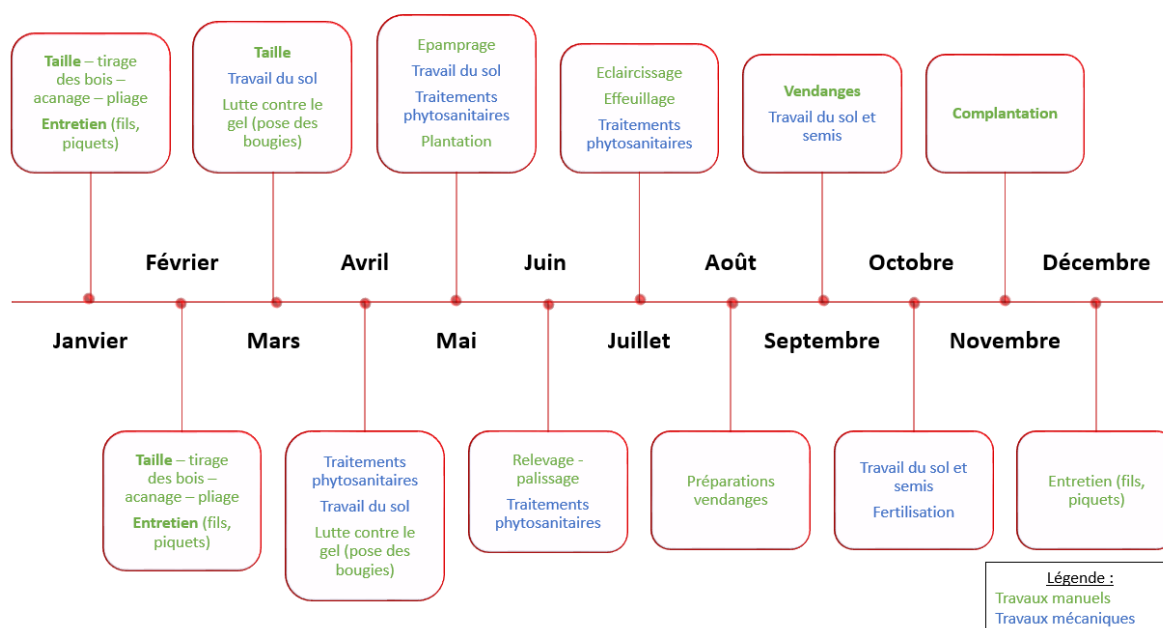 Taille – tirage
des bois –
acanage – pliage
Entretien (fils,
piquets)
Taille
Travail du sol
Lutte contre le
gel (pose des
bougies)
Epamprage
Travail du sol
Traitements
phytosanitaires
Plantation
Eclaircissage
Effeuillage
Traitements
phytosanitaires
Vendanges
Travail du sol et
semis
Complantation
Février
Avril
Juin
Août
Octobre
Décembre
Janvier
Mars
Mai
Juillet
Septembre
Novembre
Taille – tirage
des bois –
acanage – pliage
Entretien (fils,
piquets)
Traitements
phytosanitaires
Travail du sol
Lutte contre le
gel (pose des
bougies)
Relevage -
palissage
Traitements
phytosanitaires
Préparations
vendanges
Travail du sol et
semis
Fertilisation
Entretien (fils,
piquets)
Légende :
Travaux manuels
Travaux mécaniques